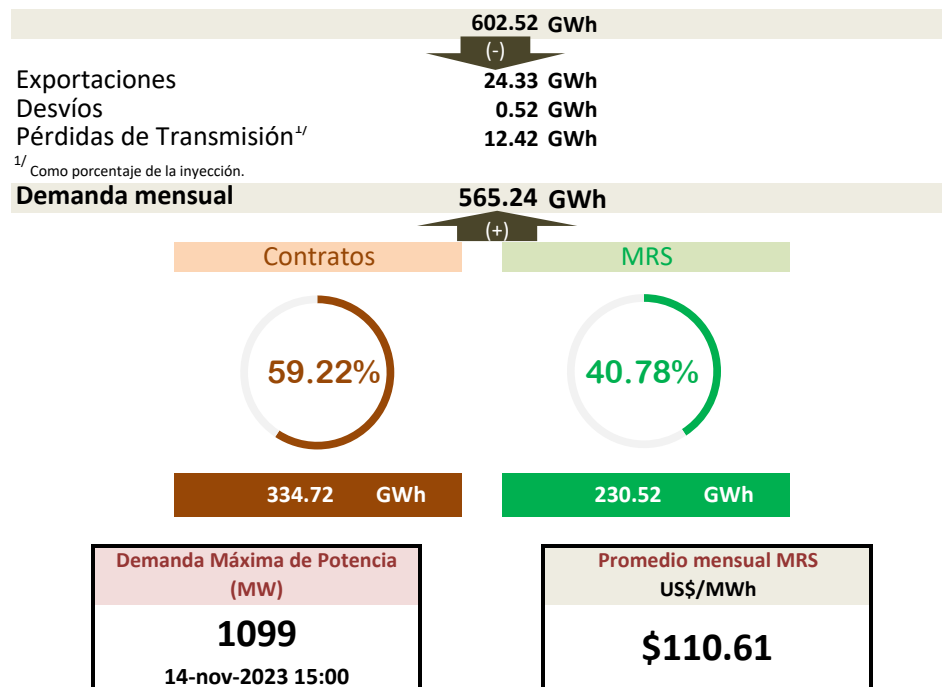 602.52 GWh
(-)
Exportaciones 24.33 GWh
Desvíos 0.52 GWh
Pérdidas de Transmisión1/ 12.42 GWh
1/ Como porcentaje de la inyección.
Demanda mensual 565.24 GWh
(+)
Contratos MRS
59.22% 40.78%
334.72 GWh 230.52 GWh
Demanda Máxima de Potencia
(MW)
1099
14-nov-2023 15:00
Promedio mensual MRS
US$/MWh
$110.61